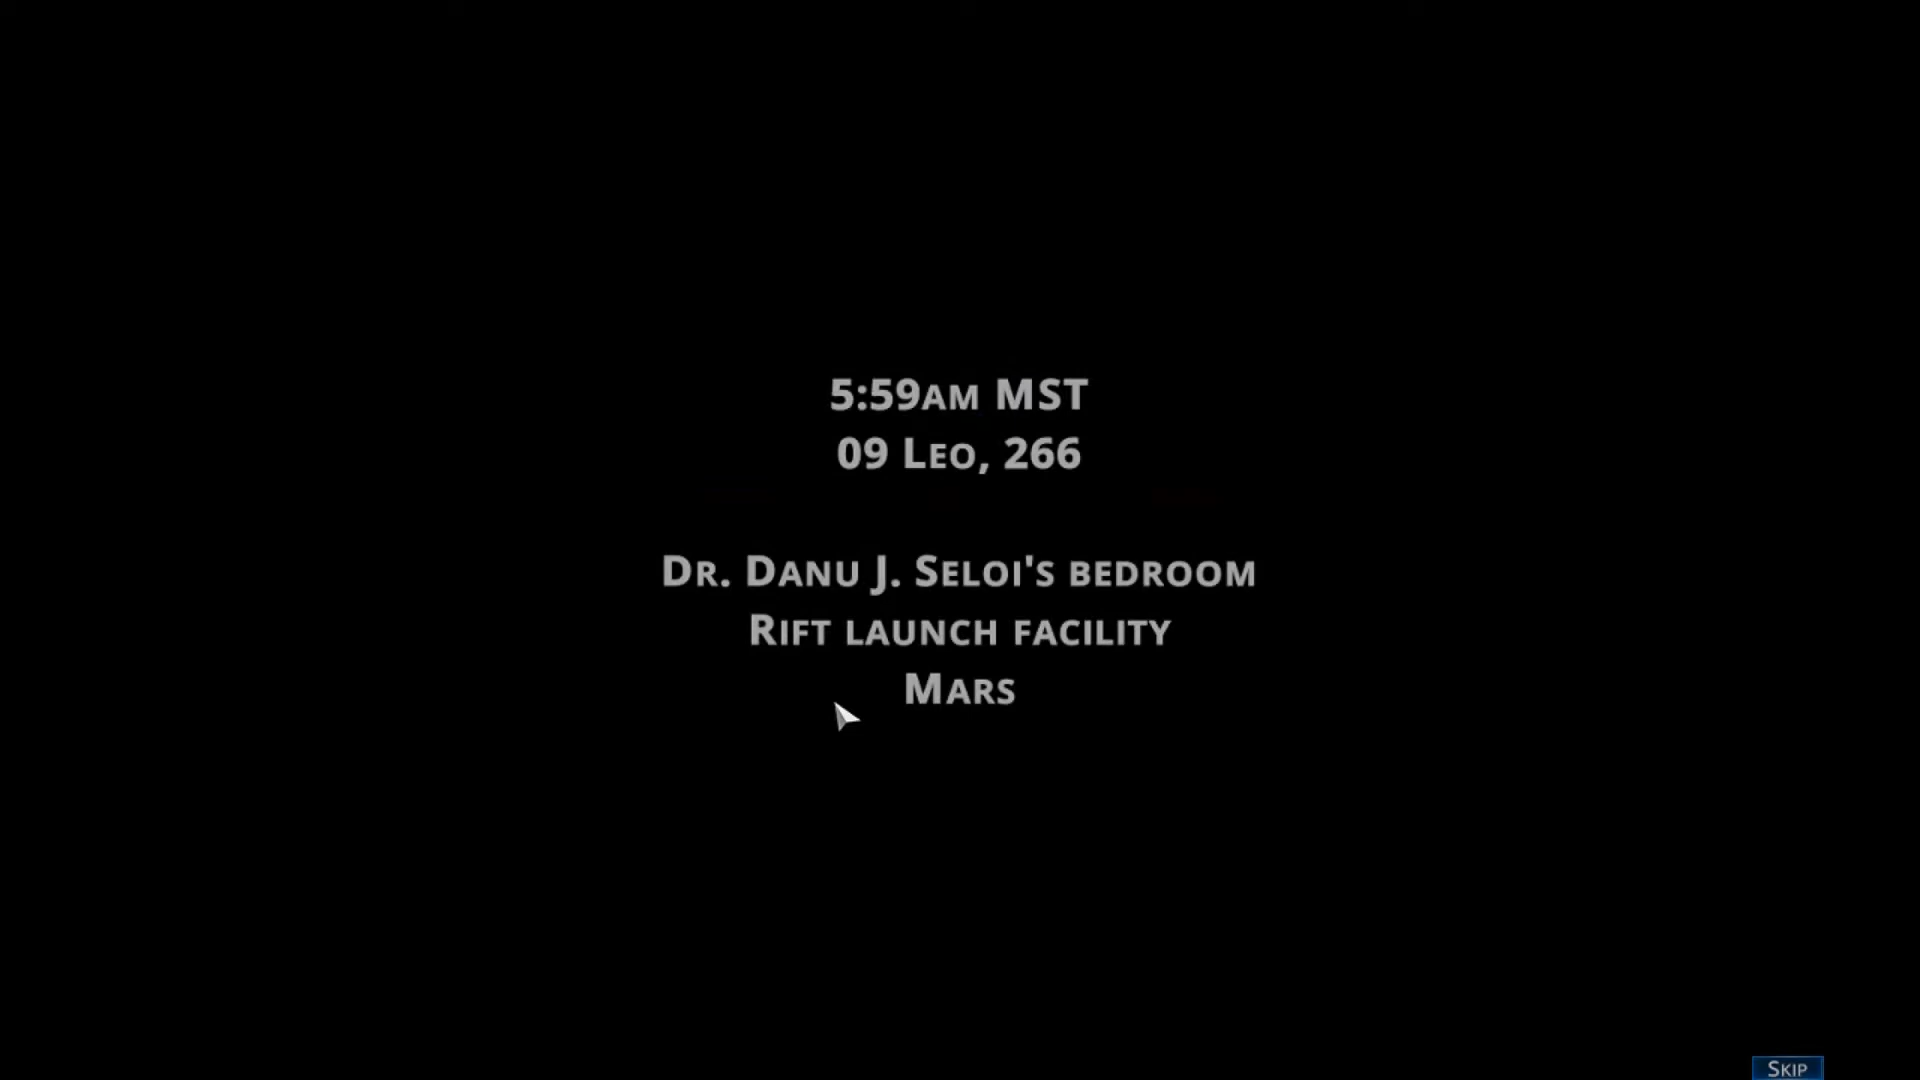 5:59AM MST
09 LEO, 266
DR. DANU J. SELOI'S BEDROOM
RIFT LAUNCH FACILITY
MARS
SKIP